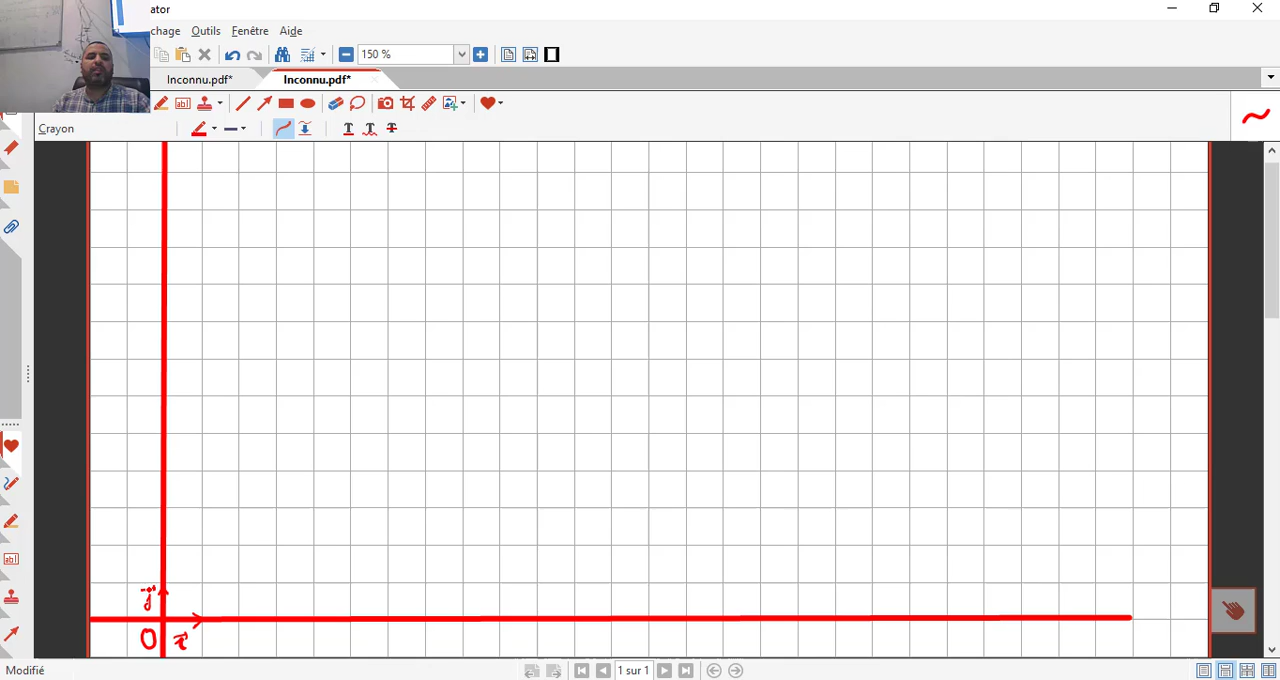 ator
chage Outils Fenêtre Aide
150 %
Inconnu.pdf* Inconnu.pdf*
Crayon
j
O i
Modifié
1 sur 1